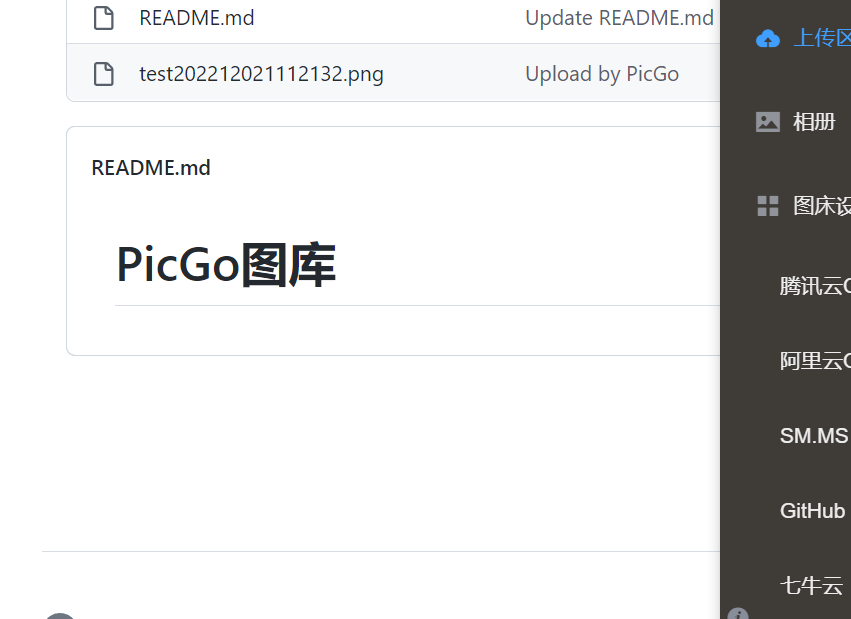 README.md
Update README.md
test202212021112132.png
Upload by PicGo
README.md
PicGo图库
上传区
相册
图床设
腾讯云C
阿里云O
SM.MS
GitHub
七牛云